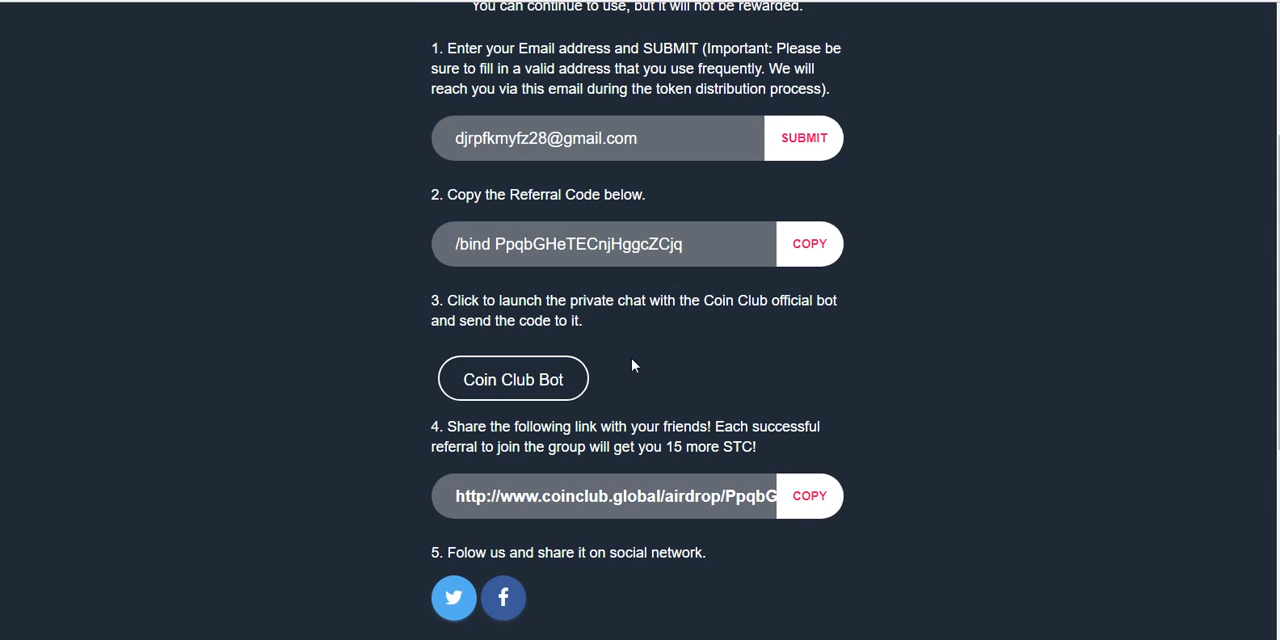 You can continue to use, but it will not be rewarded.
1. Enter your Email address and SUBMIT (Important: Please be
sure to fill in a valid address that you use frequently. We will
reach you via this email during the token distribution process).
djrpfkmyfz28@gmail.com SUBMIT
2. Copy the Referral Code below.
/bind PpqbGHeTECnjHggcZCjq COPY
3. Click to launch the private chat with the Coin Club official bot
and send the code to it.
Coin Club Bot
4. Share the following link with your friends! Each successful
referral to join the group will get you 15 more STC!
http://www.coinclub.global/airdrop/PpqbG COPY
5. Folow us and share it on social network.